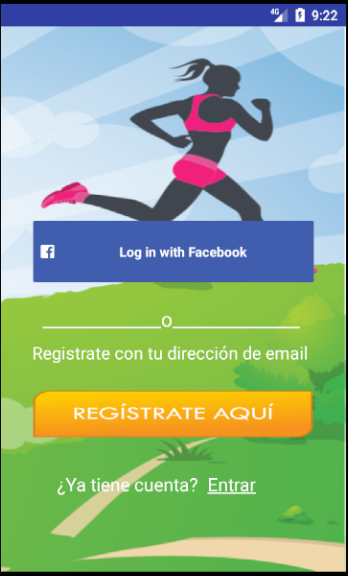 4G 9:22
Log in with Facebook
o
Registrate con tu dirección de email
REGÍSTRATE AQUÍ
¿Ya tiene cuenta? Entrar